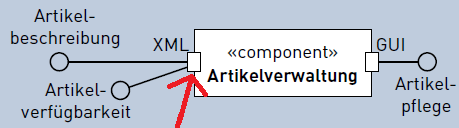 Artikel-
beschreibung
XML
«component»
Artikelverwaltung
GUI
Artikel-
verfügbarkeit
Artikel-
pflege